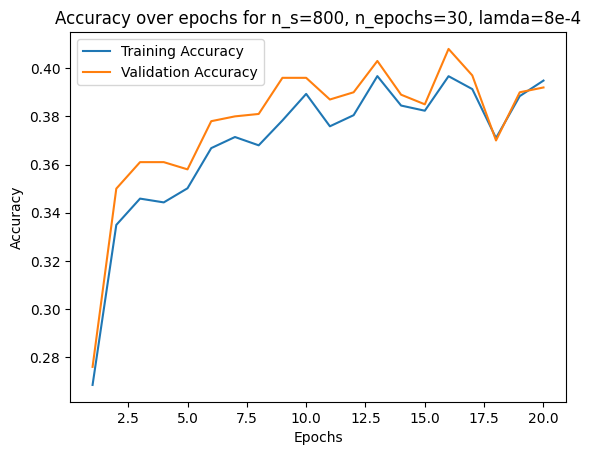 Accuracy over epochs for n_s=800, n_epochs=30, lamda=8e-4
Training Accuracy
Validation Accuracy
0.40
0.38
0.36
0.34
0.32
0.30
0.28
Accuracy
2.5 5.0 7.5 10.0 12.5 15.0 17.5 20.0
Epochs